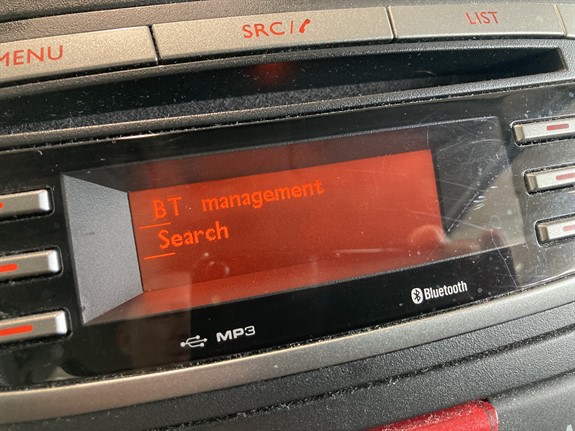 MENU
SRC/
LIST
BT management
Search
Bluetooth
MP3